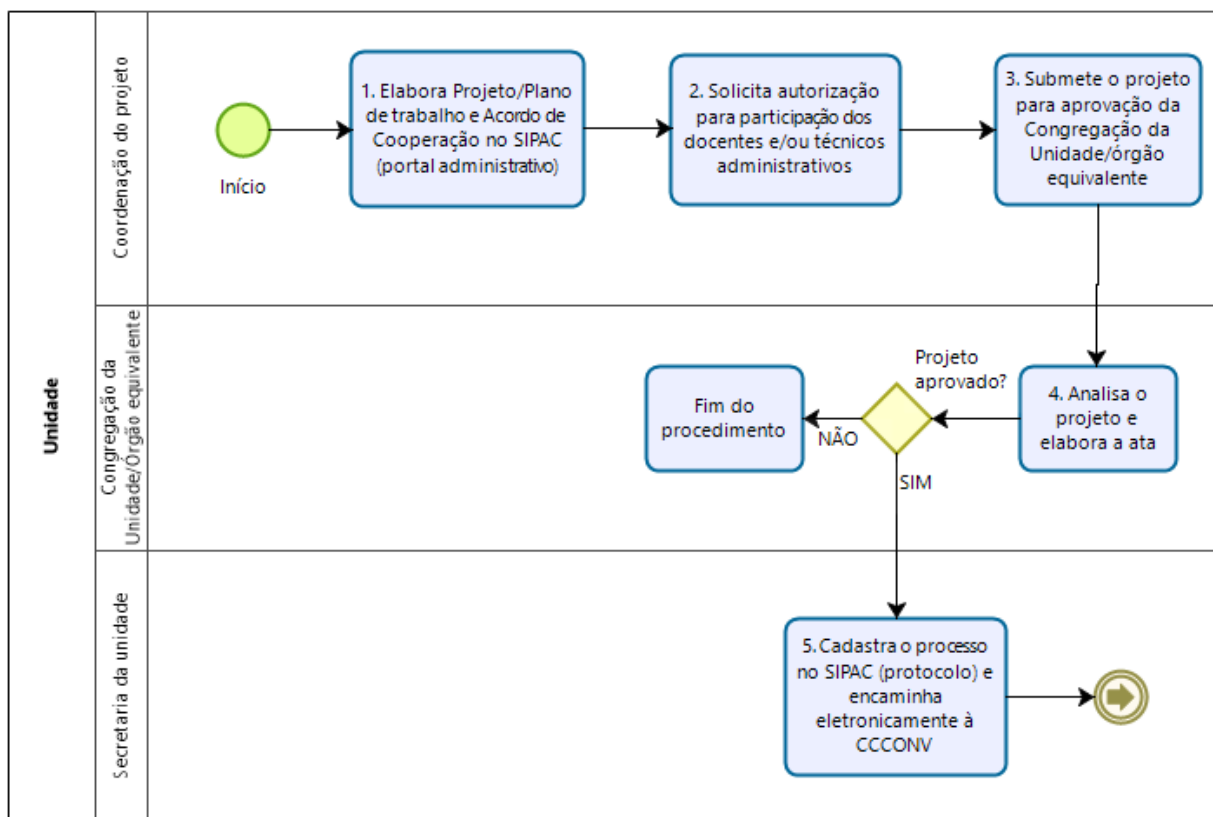 Unidade
Coordenação do projeto
Início
1. Elabora Projeto/Plano
de trabalho e Acordo de
Cooperação no SIPAC
(portal administrativo)
2. Solicita autorização
para participação dos
docentes e/ou técnicos
administrativos
3. Submete o projeto
para aprovação da
Congregação da
Unidade/órgão
equivalente
Congregação da
Unidade/Órgão equivalente
4. Analisa o
projeto e
elabora a ata
Projeto
aprovado?
NÃO
Fim do
procedimento
SIM
Secretaria da unidade
5. Cadastra o processo
no SIPAC (protocolo) e
encaminha
eletronicamente à
CCCONV